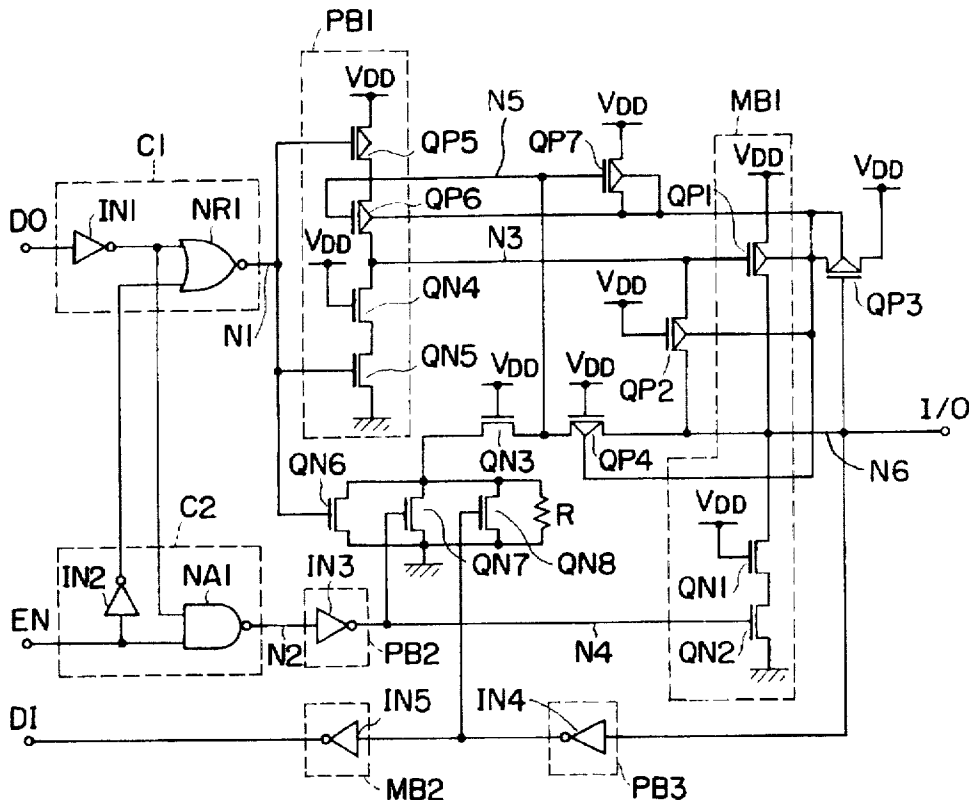 PB1
VDD
N5
VDD
MB1
C1
QP5
QP7
VDD
VDD
IN1
NR1
QP6
QP1
DO
VDD
N3
QN4
VDD
QP3
N1
QN5
VDD
QP2
I/O
QN6
QN3
QP4
N6
C2
R
VDD
IN2
NA1
IN3
QN7
QN8
QN1
EN
N2
PB2
N4
QN2
DI
IN5
IN4
MB2
PB3